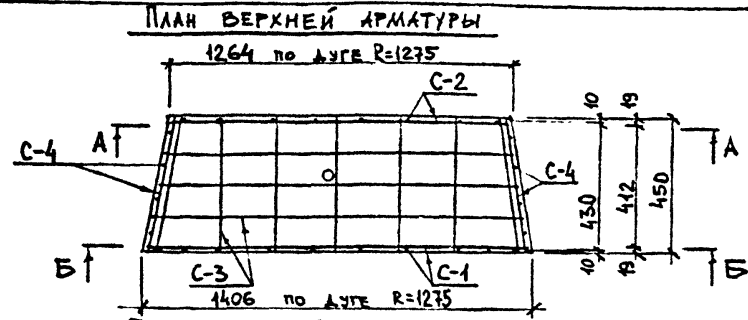 ПЛАН ВЕРХНЕЙ АРМАТУРЫ
1264 по дуге R=1275
С-2
10
19
А
А
С-4
С-4
430
412
450
Б
С-3
С-1
10
19
Б
1406 по дуге R=1275